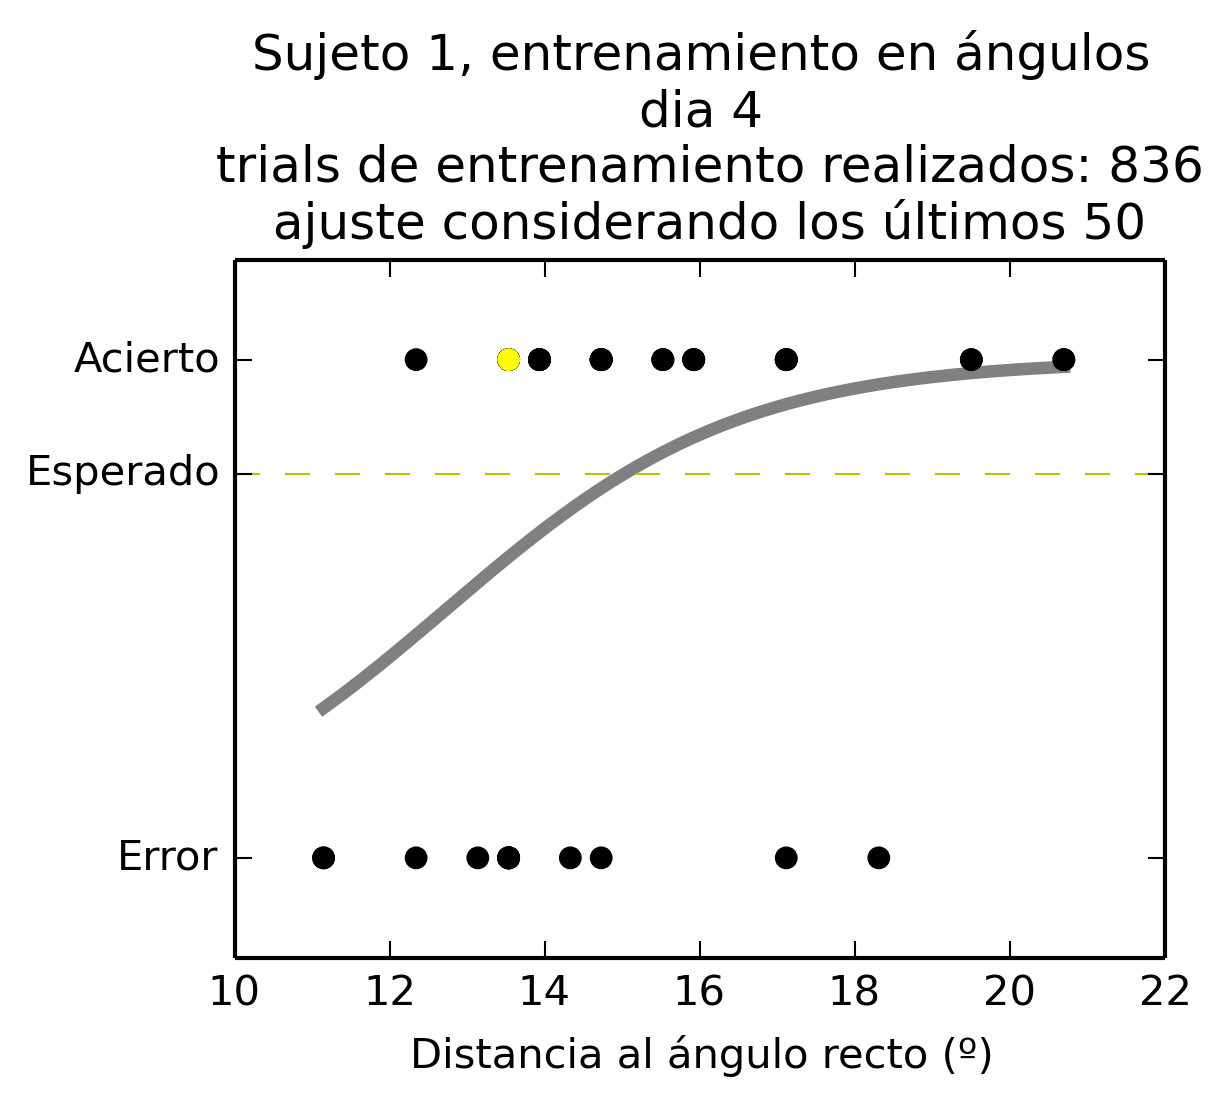 Sujeto 1, entrenamiento en ángulos
dia 4
trials de entrenamiento realizados: 836
ajuste considerando los últimos 50
Acierto
Esperado
Error
10 12 14 16 18 20 22
Distancia al ángulo recto (º)